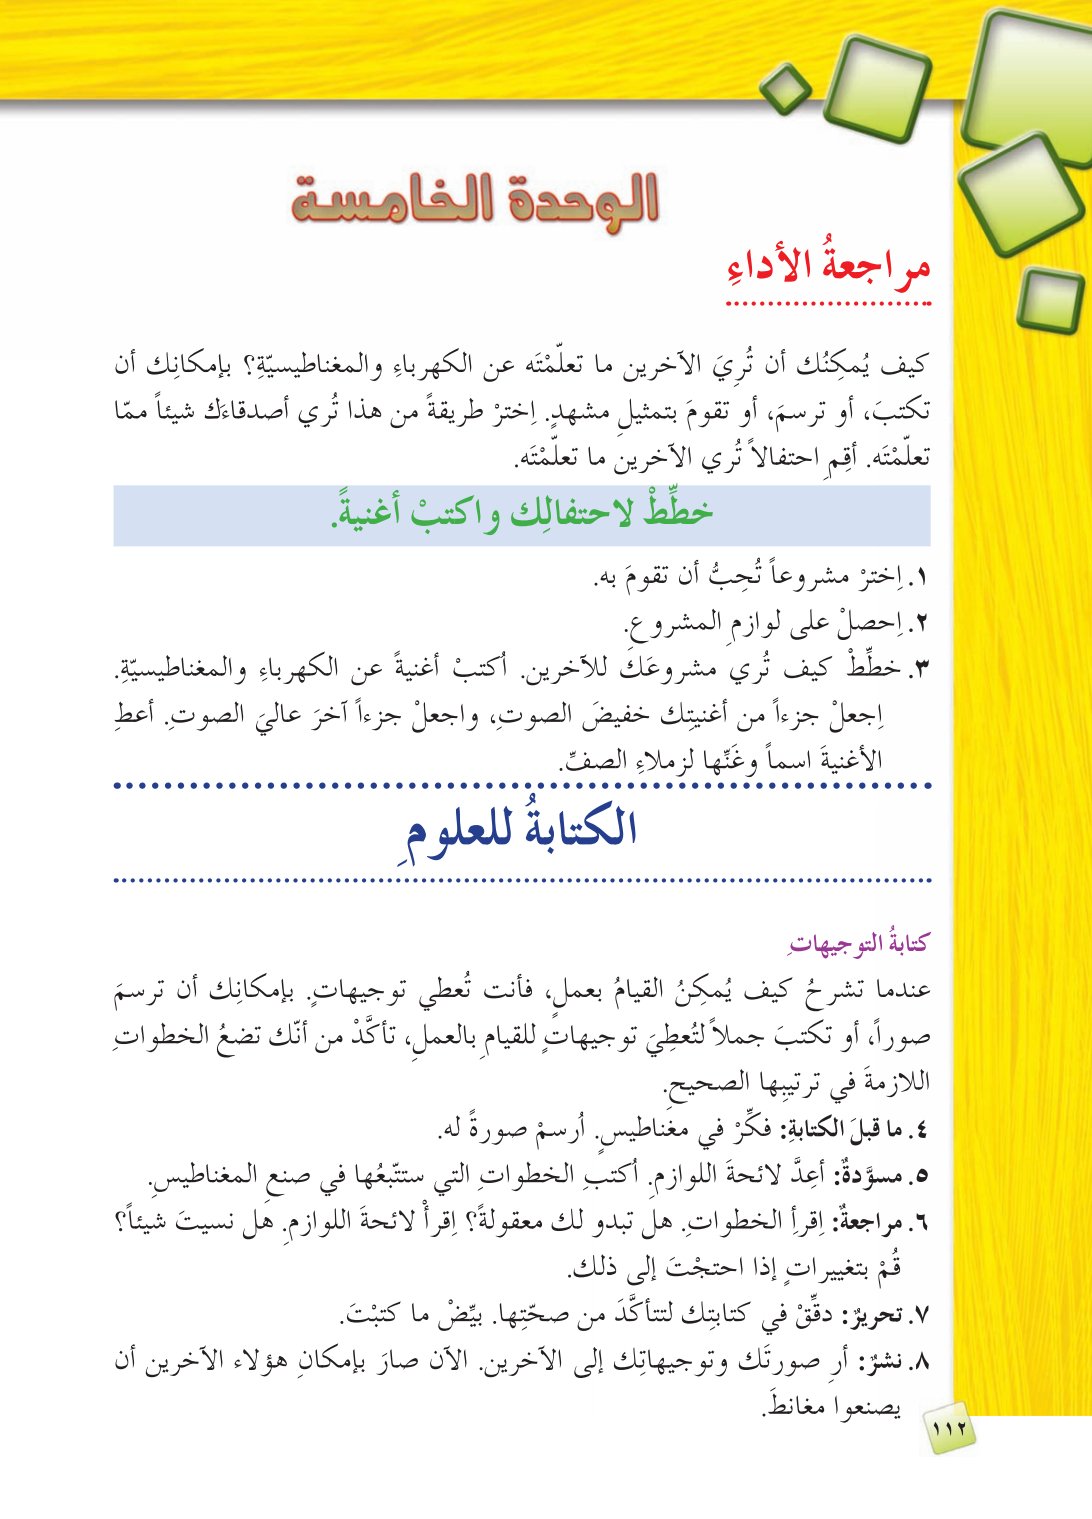 الوحدة الخامسة
مراجعةُ الأداءِ
كيف يُمكِنُك أن تُرِيَ الآخرين ما تعلّمْتَه عن الكهرباءِ والمغناطيسيّةِ؟ بإمكانِك أن
تكتبَ، أو ترسمَ، أو تقومَ بتمثيلِ مشهدٍ. اِخترْ طريقةً من هذا تُري أصدقاءَك شيئاً ممّا
تعلّمْتَه. أقِمِ احتفالاً تُري الآخرين ما تعلّمْتَه.
خطِّطْ لاحتفالِك واكتبْ أغنيةً.
١. اِخترْ مشروعاً تُحِبُّ أن تقومَ به.
٢. اِحصلْ على لوازمِ المشروعِ.
٣. خطِّطْ كيف تُري مشروعَكَ للآخرين. اُكتبْ أغنيةً عن الكهرباءِ والمغناطيسيّةِ.
اِجعلْ جزءاً من أغنيتِك خفيضَ الصوتِ، واجعلْ جزءاً آخرَ عاليَ الصوتِ. أعطِ
الأغنيةَ اسماً وغَنِّها لزملاءِ الصفِّ.
الكتابةُ للعلومِ
كتابةُ التوجيهاتِ
عندما تشرحُ كيف يُمكِنُ القيامُ بعملٍ، فأنت تُعطي توجيهاتٍ. بإمكانِك أن ترسمَ
صوراً، أو تكتبَ جملاً لتُعطِيَ توجيهاتٍ للقيامِ بالعملِ، تأكَّدْ من أنّك تضعُ الخطواتِ
اللازمةَ في ترتيبِها الصحيحِ.
٤. ما قبلَ الكتابةِ: فكِّرْ في مغناطيسٍ. اُرسمْ صورةً له.
٥. مسوَّدةٌ: أعِدَّ لائحةَ اللوازمِ. اُكتبِ الخطواتِ التي ستتّبعُها في صنعِ المغناطيسِ.
٦. مراجعةٌ: اِقرأِ الخطواتِ. هل تبدو لك معقولةً؟ اِقرأْ لائحةَ اللوازمِ. هل نسيتَ شيئاً؟
قُمْ بتغييراتٍ إذا احتجْتَ إلى ذلك.
٧. تحريرٌ: دقِّقْ في كتابتِك لتتأكَّدَ من صحّتِها. بيِّضْ ما كتبْتَ.
٨. نشرٌ: أرِ صورتَك وتوجيهاتِك إلى الآخرين. الآن صارَ بإمكانِ هؤلاء الآخرين أن
يصنعوا مغانطَ.
١١٢